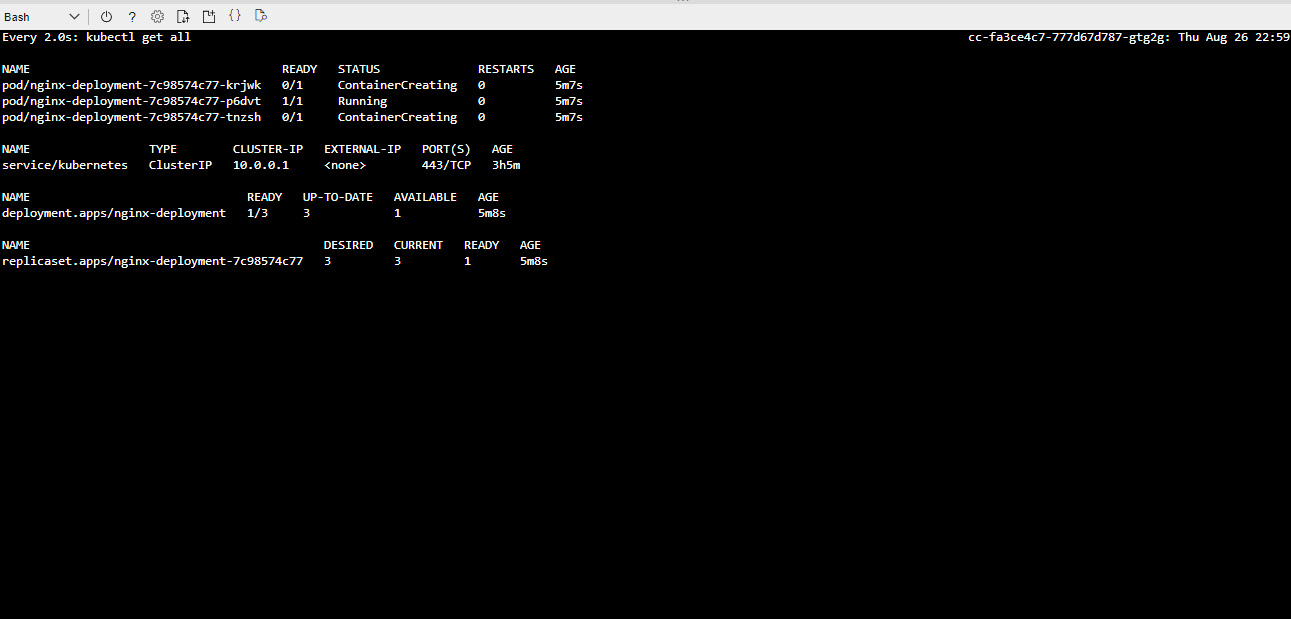 Bash
?
{}
Every 2.0s: kubectl get all cc-fa3ce4c7-777d67d787-gtg2g: Thu Aug 26 22:59
NAME READY STATUS RESTARTS AGE
pod/nginx-deployment-7c98574c77-krjwk 0/1 ContainerCreating 0 5m7s
pod/nginx-deployment-7c98574c77-p6dvt 1/1 Running 0 5m7s
pod/nginx-deployment-7c98574c77-tnzsh 0/1 ContainerCreating 0 5m7s
NAME TYPE CLUSTER-IP EXTERNAL-IP PORT(S) AGE
service/kubernetes ClusterIP 10.0.0.1 <none> 443/TCP 3h5m
NAME READY UP-TO-DATE AVAILABLE AGE
deployment.apps/nginx-deployment 1/3 3 1 5m8s
NAME DESIRED CURRENT READY AGE
replicaset.apps/nginx-deployment-7c98574c77 3 3 1 5m8s